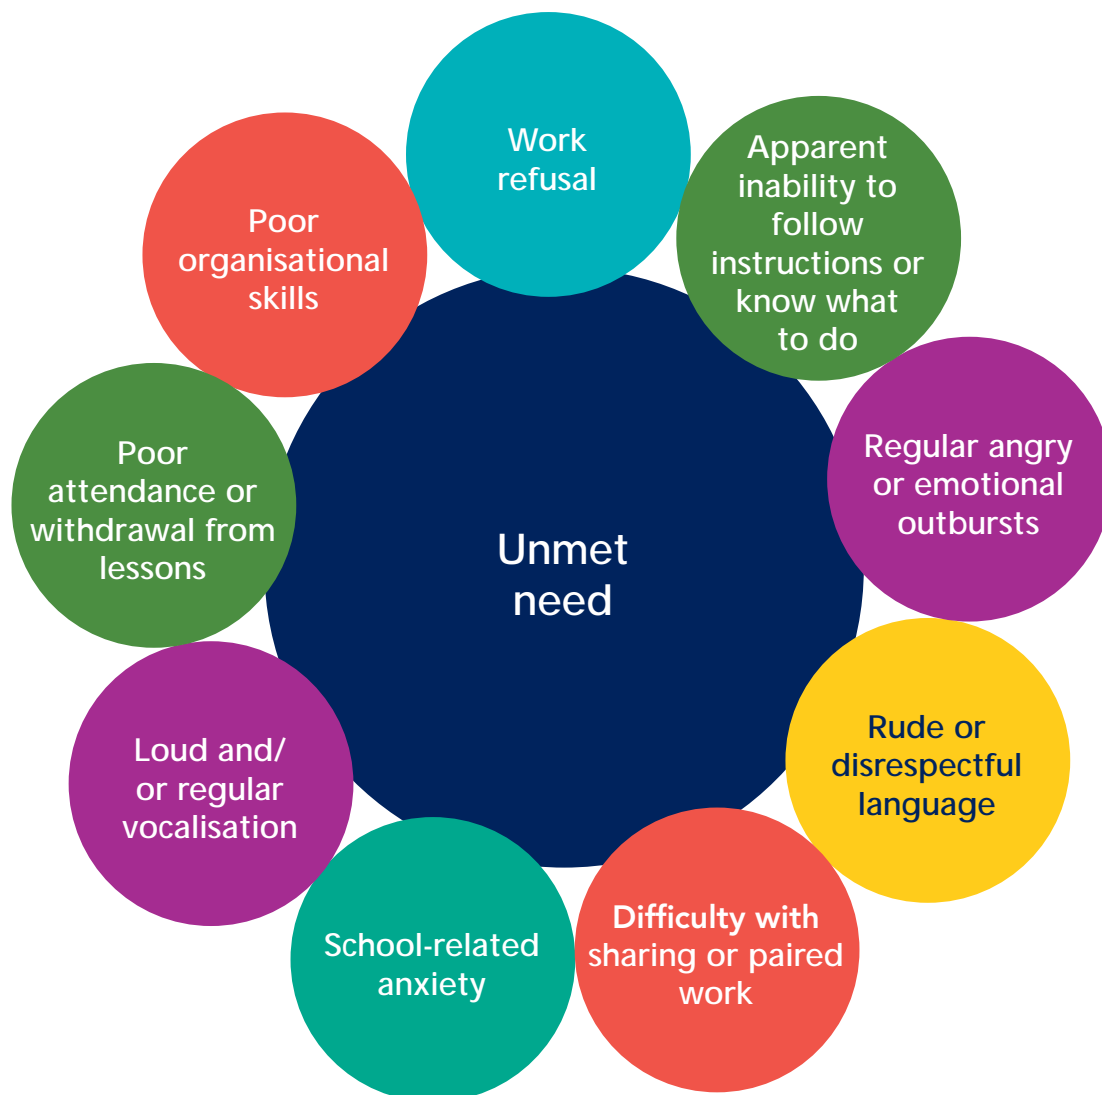 Work
refusal
Apparent
inability to
follow
instructions or
know what
to do
Regular angry
or emotional
outbursts
Rude or
disrespectful
language
Difficulty with
sharing or paired
work
School-related
anxiety
Loud and/
or regular
vocalisation
Poor
attendance or
withdrawal from
lessons
Poor
organisational
skills
Unmet
need